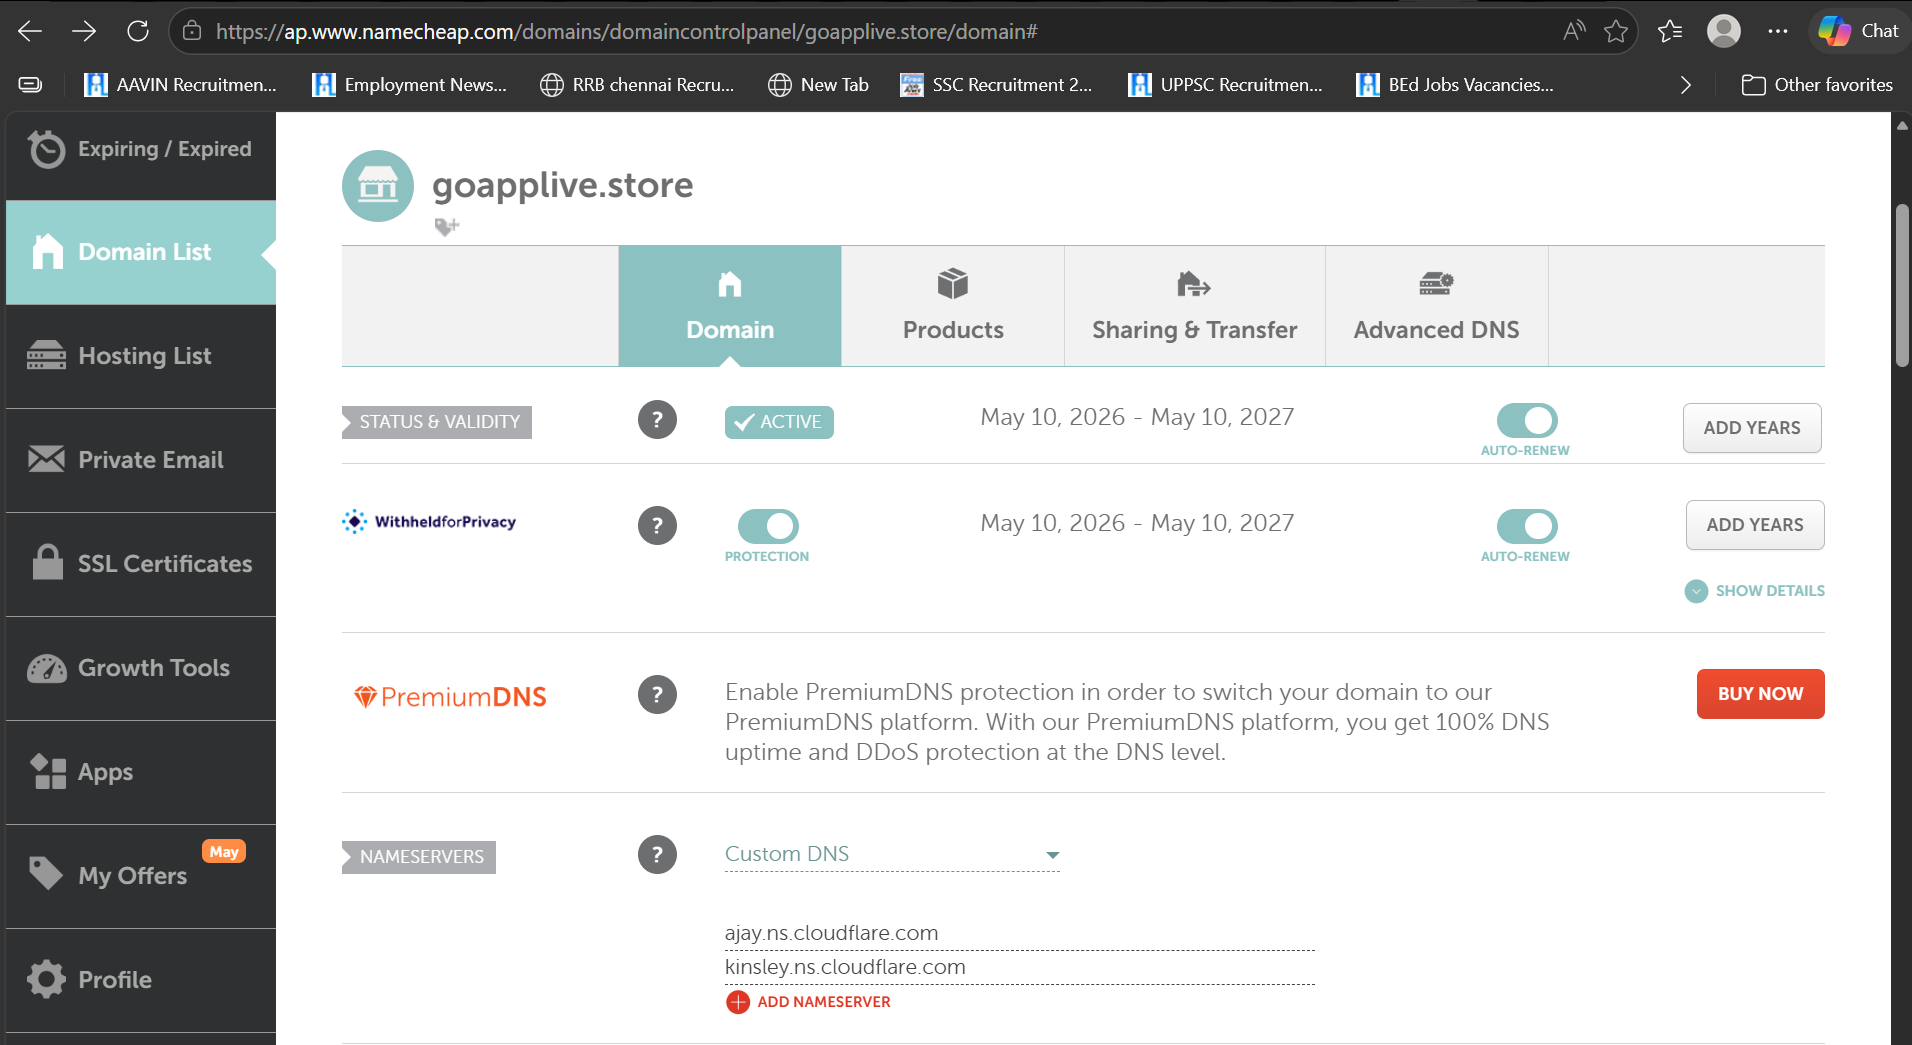 https://ap.www.namecheap.com/domains/domaincontrolpanel/goapplive.store/domain#
Chat
AAVIN Recruitmen...
Employment News...
RRB chennai Recru...
New Tab
SSC Recruitment 2...
UPPSC Recruitmen...
BEd Jobs Vacancies...
Other favorites
Expiring / Expired
Domain List
Hosting List
Private Email
SSL Certificates
Growth Tools
Apps
May
My Offers
Profile
goapplive.store
Domain
Products
Sharing & Transfer
Advanced DNS
STATUS & VALIDITY
?
ACTIVE
May 10, 2026 - May 10, 2027
AUTO-RENEW
ADD YEARS
WithheldforPrivacy
?
PROTECTION
May 10, 2026 - May 10, 2027
AUTO-RENEW
ADD YEARS
SHOW DETAILS
PremiumDNS
?
Enable PremiumDNS protection in order to switch your domain to our
PremiumDNS platform. With our PremiumDNS platform, you get 100% DNS
uptime and DDoS protection at the DNS level.
BUY NOW
NAMESERVERS
?
Custom DNS
ajay.ns.cloudflare.com
kinsley.ns.cloudflare.com
ADD NAMESERVER